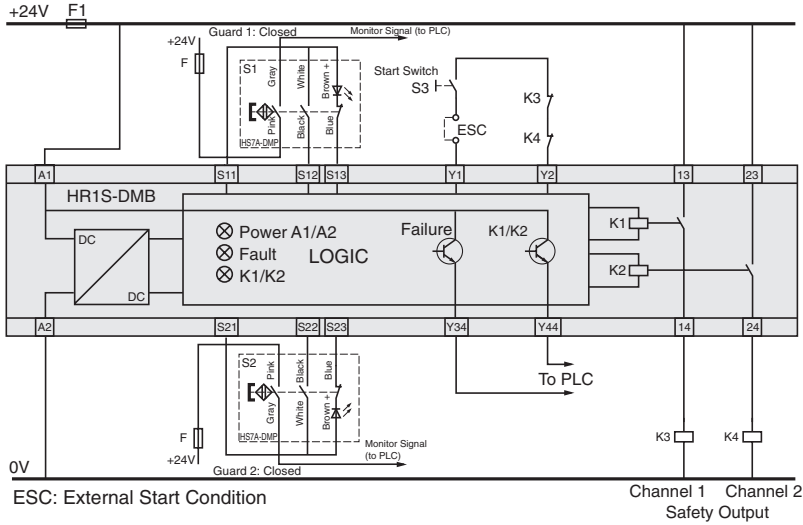 +24V F1
Guard 1: Closed
Monitor Signal (to PLC)
+24V
F
S1
Gray
White
Brown +
Pink
Black
Blue
HS7A-DMP
Start Switch
S3
ESC
K3
K4
A1 S11 S12 S13 Y1 Y2 13 23
HR1S-DMB
DC
DC
Power A1/A2
Fault
K1/K2
LOGIC
Failure
K1/K2
K1
K2
A2 S21 S22 S23 Y34 Y44 14 24
S2
Pink
Black
Blue
Gray
White
Brown +
HS7A-DMP
F
+24V
Guard 2: Closed
Monitor Signal
(to PLC)
To PLC
K3
K4
0V
ESC: External Start Condition
Channel 1 Channel 2
Safety Output